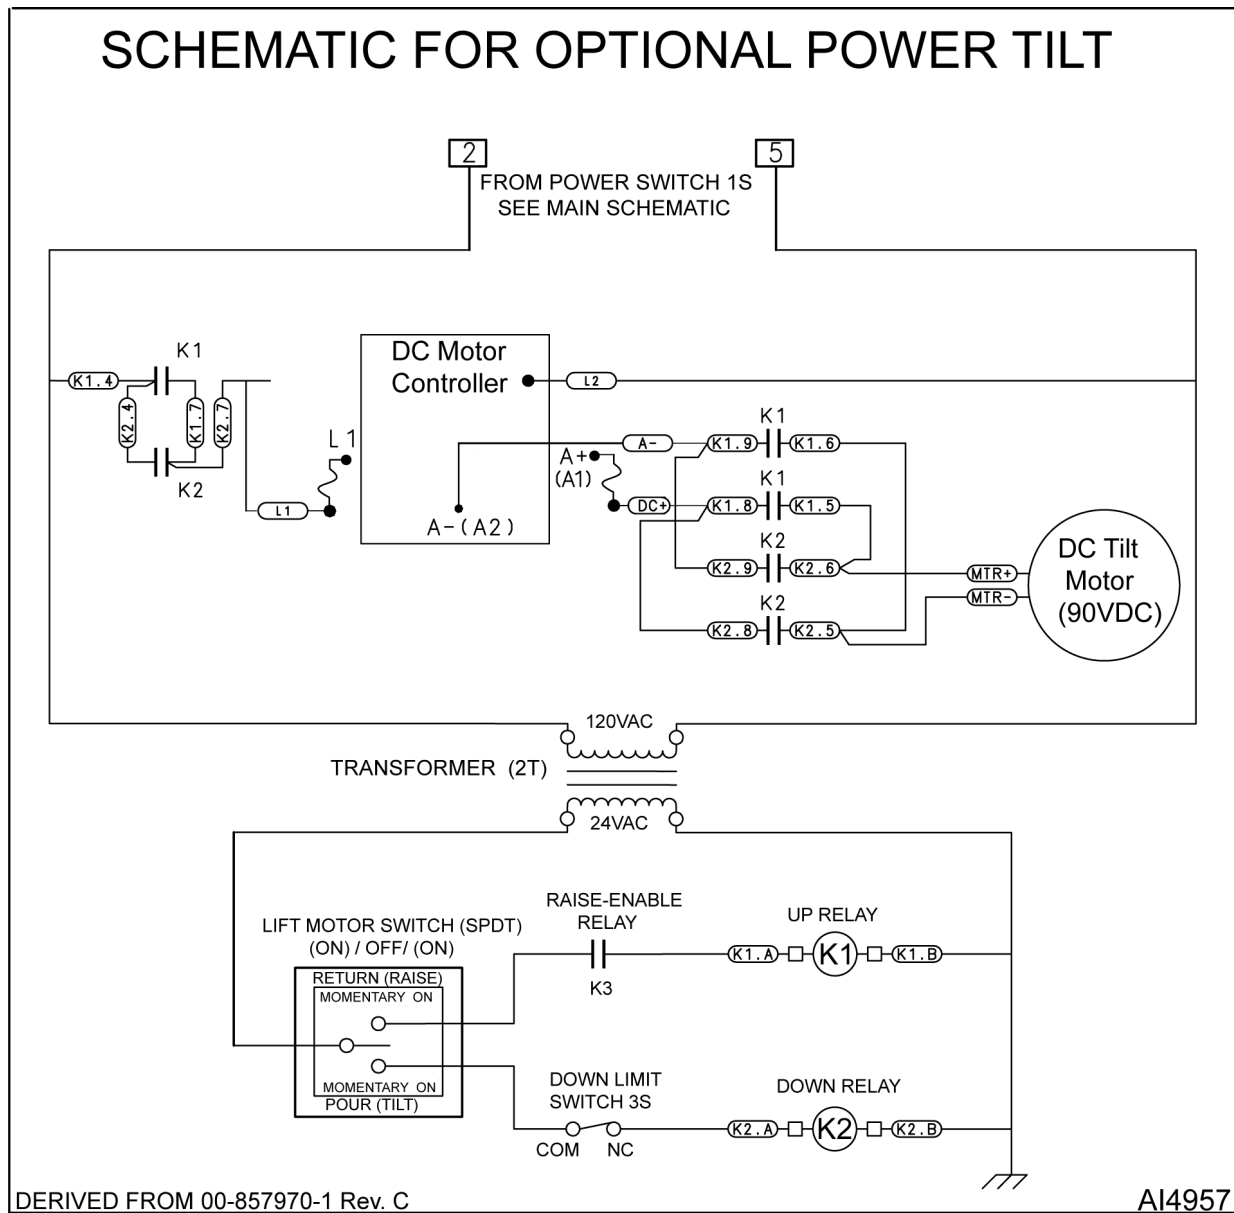 SCHEMATIC FOR OPTIONAL POWER TILT
2
5
FROM POWER SWITCH 1S
SEE MAIN SCHEMATIC
K1
K1.4
K2.4
K1.7
K2.7
K2
L1
L1
DC Motor
Controller
L2
A-(A2)
A+
(A1)
A-
DC+
K1
K1.9
K1.6
K1
K1.8
K1.5
K2
K2.9
K2.6
K2
K2.8
K2.5
MTR+
MTR-
DC Tilt
Motor
(90VDC)
120VAC
TRANSFORMER (2T)
24VAC
LIFT MOTOR SWITCH (SPDT)
(ON) / OFF/ (ON)
RETURN (RAISE)
MOMENTARY ON
MOMENTARY ON
POUR (TILT)
RAISE-ENABLE
RELAY
K3
UP RELAY
K1.A
K1
K1.B
DOWN LIMIT
SWITCH 3S
COM
NC
DOWN RELAY
K2.A
K2
K2.B
DERIVED FROM 00-857970-1 Rev. C
AI4957